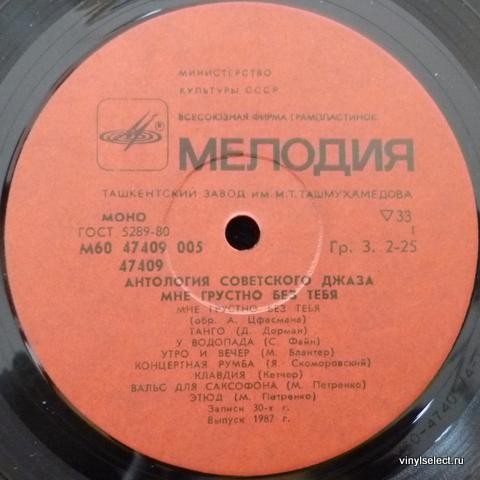 МИНИСТЕРСТВО
КУЛЬТУРЫ СССР
ВСЕСОЮЗНАЯ ФИРМА ГРАМПЛАСТИНОК
МЕЛОДИЯ
ТАШКЕНТСКИЙ ЗАВОД ИМ. М.Т. ТАШМУХАМЕДОВА
МОНО
ГОСТ 5289-80
М60 47409 005
47409
▽33
1
Гр. 3. 2-25
АНТОЛОГИЯ СОВЕТСКОГО ДЖАЗА
МНЕ ГРУСТНО БЕЗ ТЕБЯ
МНЕ ГРУСТНО БЕЗ ТЕБЯ
(обр. А. Цфасмана)
ТАНГО (Д. Дорман)
У ВОДОПАДА (С. Фейн)
УТРО И ВЕЧЕР (М. Блантер)
КОНЦЕРТНАЯ РУМБА (Я. Скоморовский)
КЛАВДИЯ (Кетчер)
ВАЛЬС ДЛЯ САКСОФОНА (М. Петренко)
ЭТЮД (М. Петренко)
Записи 30-х г.
Выпуск 1987 г.
vinylselect.ru